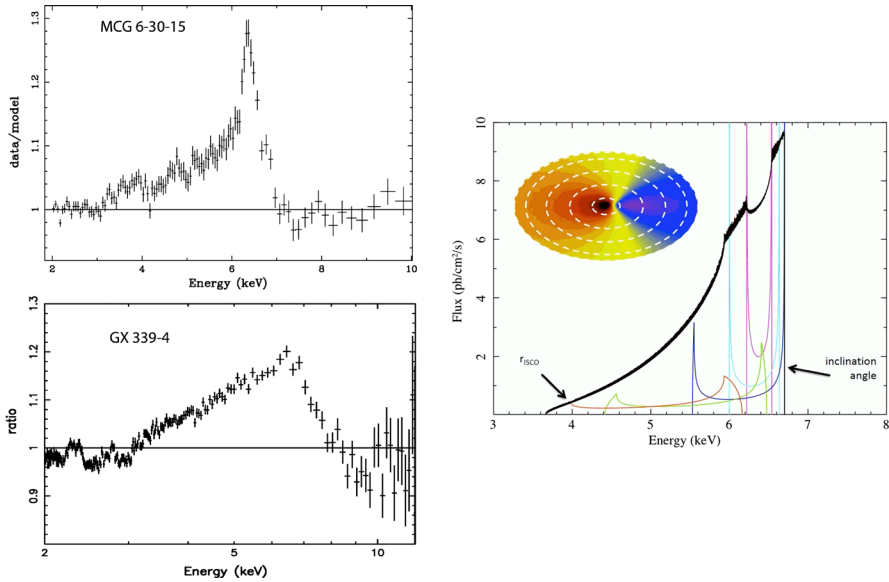 MCG 6-30-15
data/model
1.3
1.2
1.1
1
2
4
6
8
10
Energy (keV)
GX 339-4
ratio
1.3
1.2
1.1
1
0.9
2
5
10
Energy (keV)
Flux (ph/cm²/s)
10
8
6
4
2
r_ISCO
inclination
angle
3
4
5
6
7
8
Energy (keV)